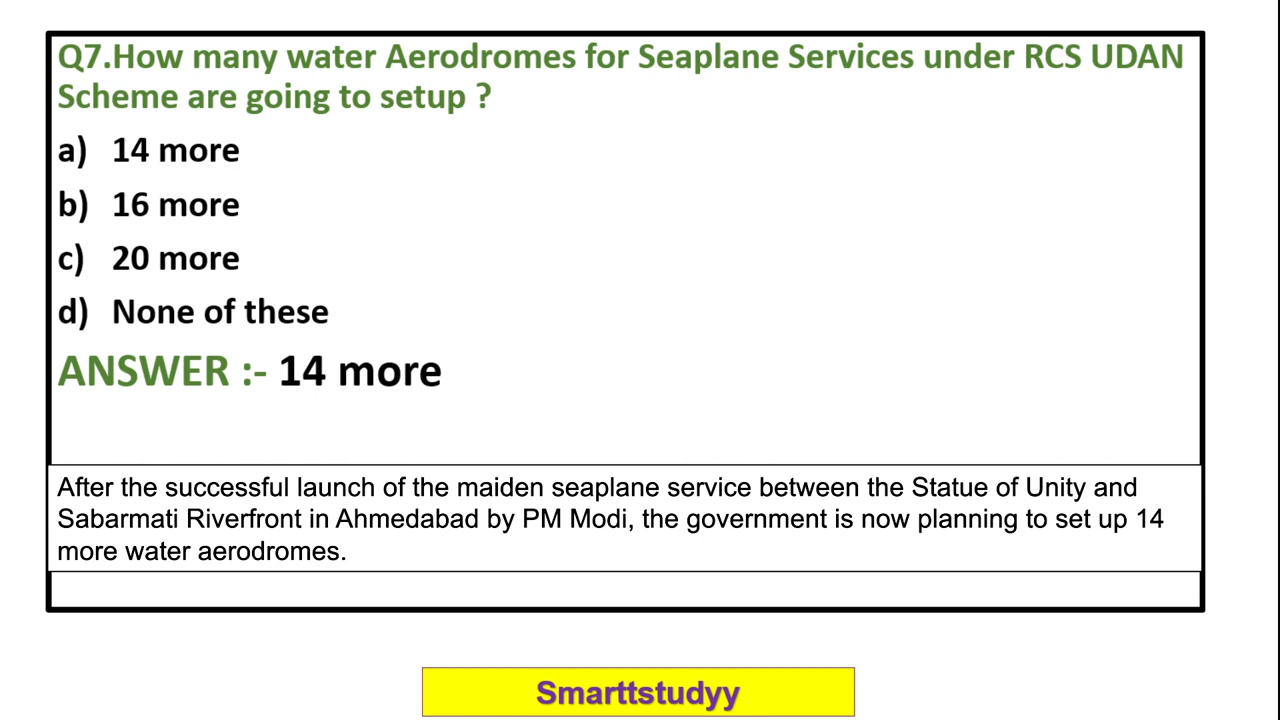 Q7.How many water Aerodromes for Seaplane Services under RCS UDAN
Scheme are going to setup ?
a) 14 more
b) 16 more
c) 20 more
d) None of these
ANSWER :- 14 more
After the successful launch of the maiden seaplane service between the Statue of Unity and
Sabarmati Riverfront in Ahmedabad by PM Modi, the government is now planning to set up 14
more water aerodromes.
Smarttstudyy